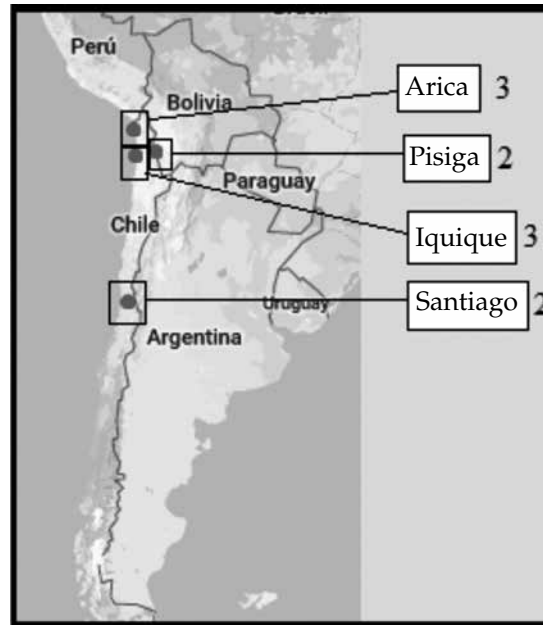 Perú
Bolivia
Arica 3
Pisiga 2
Paraguay
Chile
Iquique 3
Santiago 2
Uruguay
Argentina